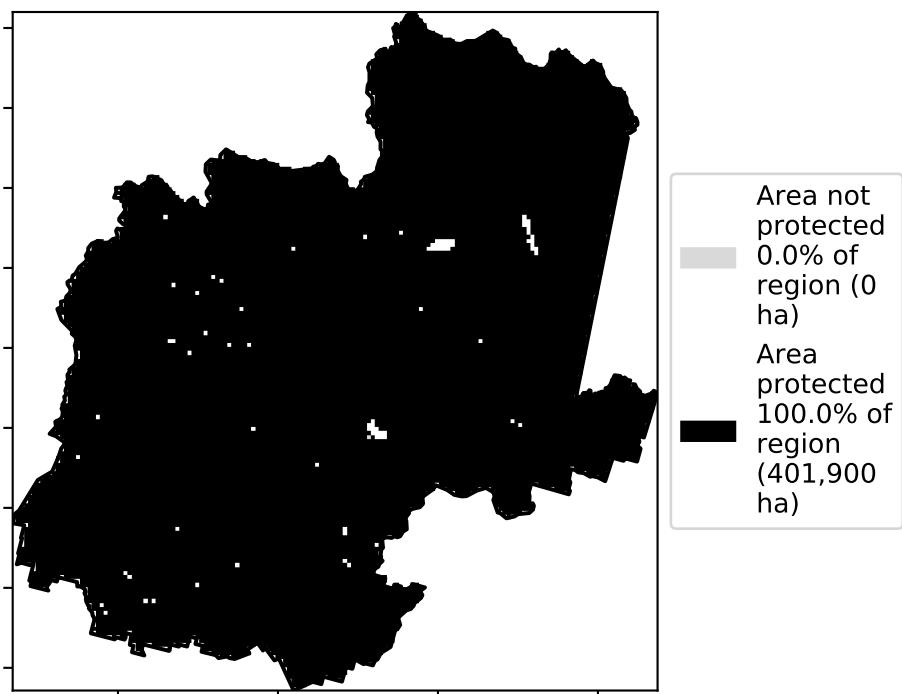 Area not
protected
0.0% of
region (0
ha)
Area
protected
100.0% of
region
(401,900
ha)